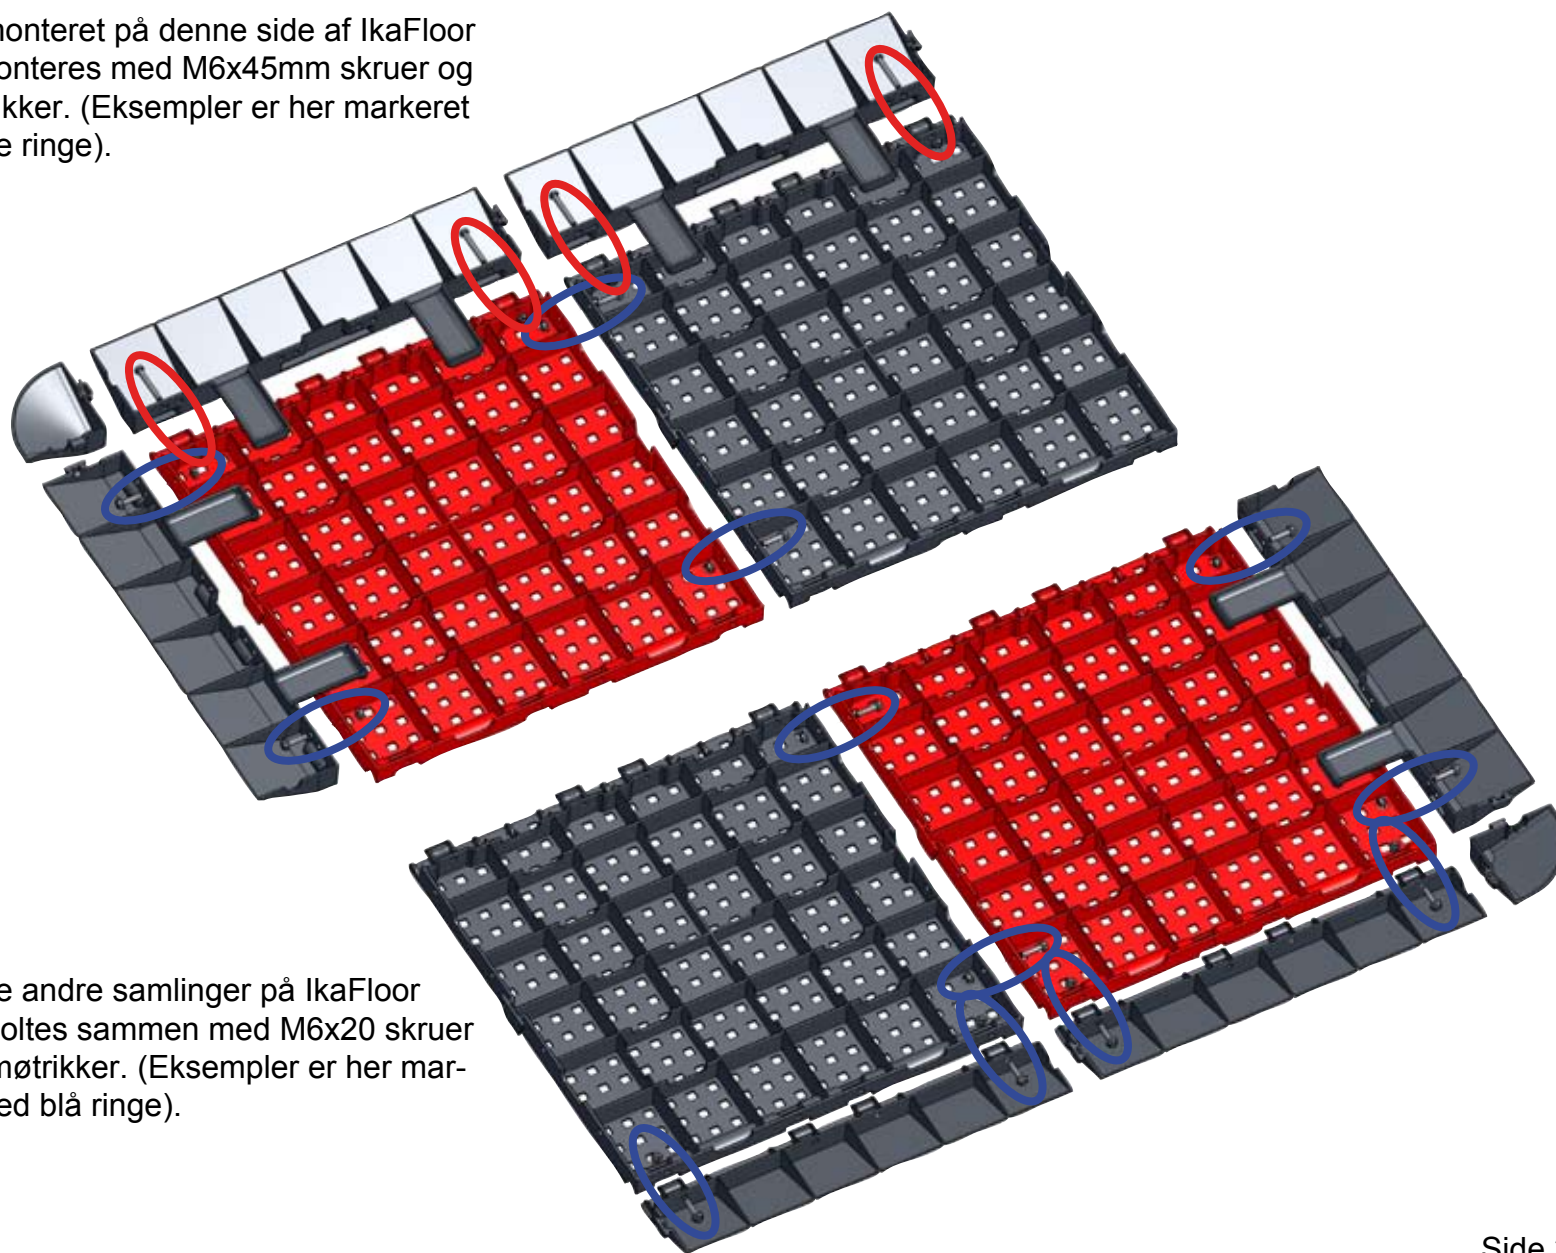 monteret på denne side af IkaFloor
onteres med M6x45mm skruer og
ikker. (Eksempler er her markeret
e ringe).
e andre samlinger på IkaFloor
oltes sammen med M6x20 skruer
møtrikker. (Eksempler er her mar-
ed blå ringe).
Side